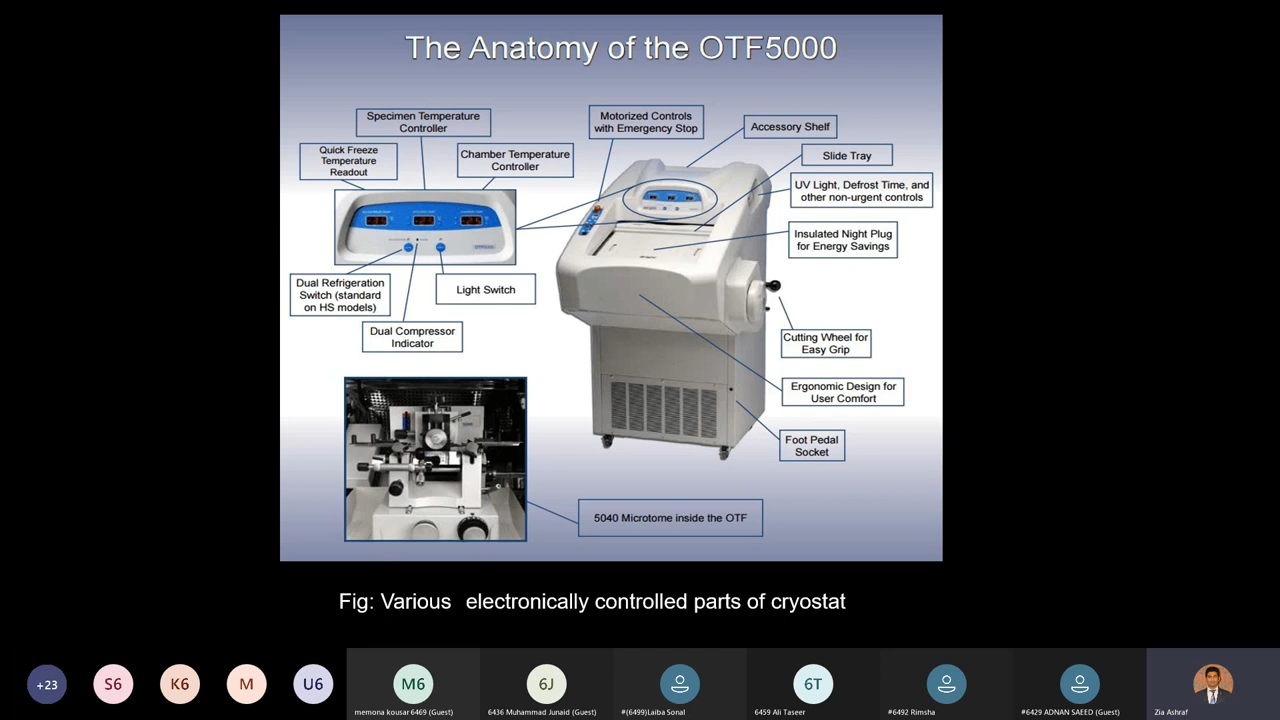 The Anatomy of the OTF5000
Specimen Temperature
Controller
Motorized Controls
with Emergency Stop
Accessory Shelf
Quick Freeze
Temperature
Readout
Chamber Temperature
Controller
Slide Tray
UV Light, Defrost Time, and
other non-urgent controls
Insulated Night Plug
for Energy Savings
Dual Refrigeration
Switch (standard
on HS models)
Light Switch
Dual Compressor
Indicator
Cutting Wheel for
Easy Grip
Ergonomic Design for
User Comfort
Foot Pedal
Socket
5040 Microtome inside the OTF
Fig: Various electronically controlled parts of cryostat
+23
S6
K6
M
U6
M6
6J
6T
memona kousar 6469 (Guest)
6436 Muhammad Junaid (Guest)
#(6499)Laiba Sonal
6459 Ali Taseer
#6492 Rimsha
#6429 ADNAN SAEED (Guest)
Zia Ashraf